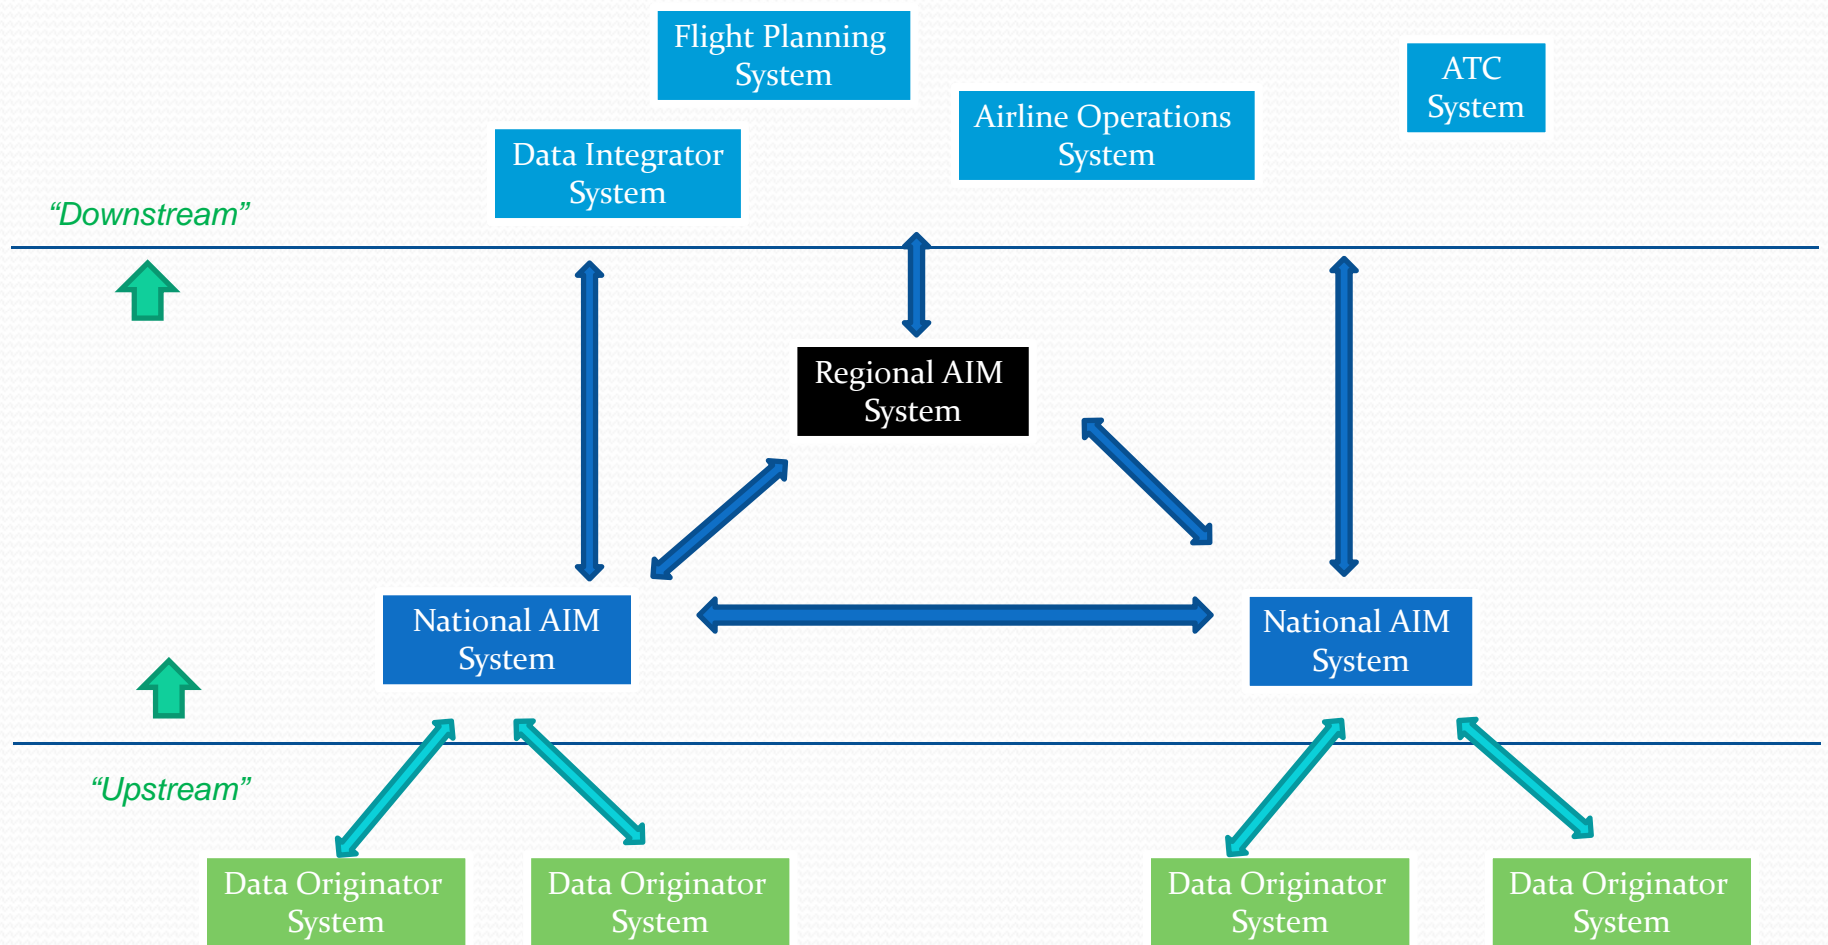 Flight Planning
System
ATC
System
Airline Operations
System
Data Integrator
System
“Downstream”
Regional AIM
System
National AIM
System
National AIM
System
“Upstream”
Data Originator
System
Data Originator
System
Data Originator
System
Data Originator
System